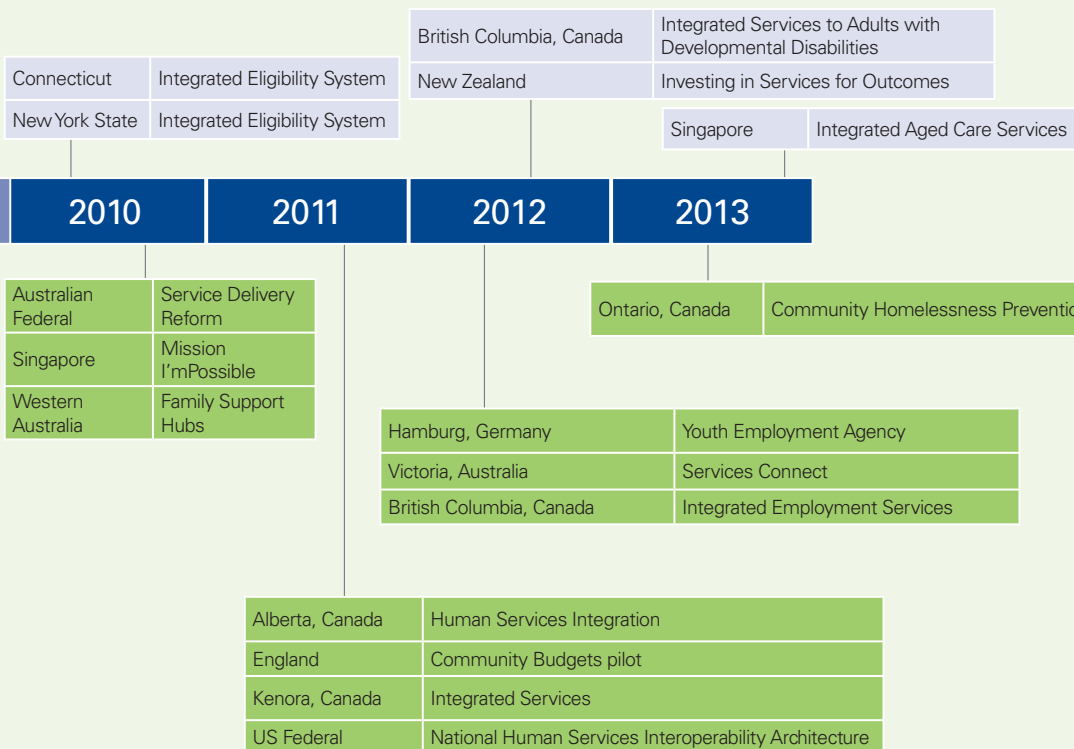 British Columbia, Canada Integrated Services to Adults with
Developmental Disabilities
New Zealand Investing in Services for Outcomes
Connecticut Integrated Eligibility System
New York State Integrated Eligibility System
Singapore Integrated Aged Care Services
2010 2011 2012 2013
Australian Federal Service Delivery Reform
Singapore Mission I'mPossible
Western Australia Family Support Hubs
Ontario, Canada Community Homelessness
Hamburg, Germany Youth Employment Agency
Victoria, Australia Services Connect
British Columbia, Canada Integrated Employment Services
Alberta, Canada Human Services Integration
England Community Budgets pilot
Kenora, Canada Integrated Services
US Federal National Human Services Interoperability Architecture